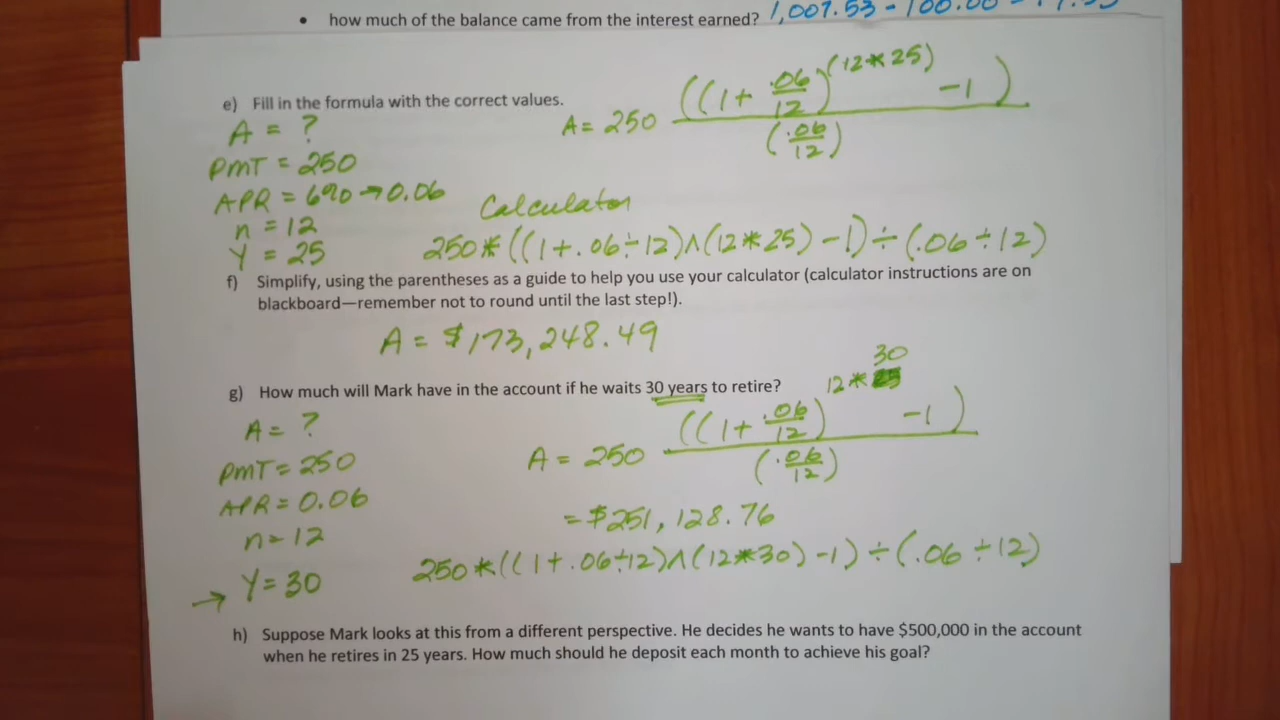 • how much of the balance came from the interest earned? 1,007.53 -
e) Fill in the formula with the correct values.
A = ?
PMT = 250
APR = 6% → 0.06
n = 12
Y = 25
A = 250 ((1 + .06/12)^(12*25) - 1) / (.06/12)
Calculator
250*((1+.06÷12)^(12*25)-1)÷(.06÷12)
f) Simplify, using the parentheses as a guide to help you use your calculator (calculator instructions are on
blackboard—remember not to round until the last step!).
A = $173,248.49
g) How much will Mark have in the account if he waits 30 years to retire?
A = ?
PMT = 250
APR = 0.06
n = 12
→ Y = 30
A = 250 ((1 + .06/12)^12*30 - 1) / (.06/12)
= $251,128.76
250*((1+.06÷12)^(12*30)-1)÷(.06÷12)
h) Suppose Mark looks at this from a different perspective. He decides he wants to have $500,000 in the account
when he retires in 25 years. How much should he deposit each month to achieve his goal?